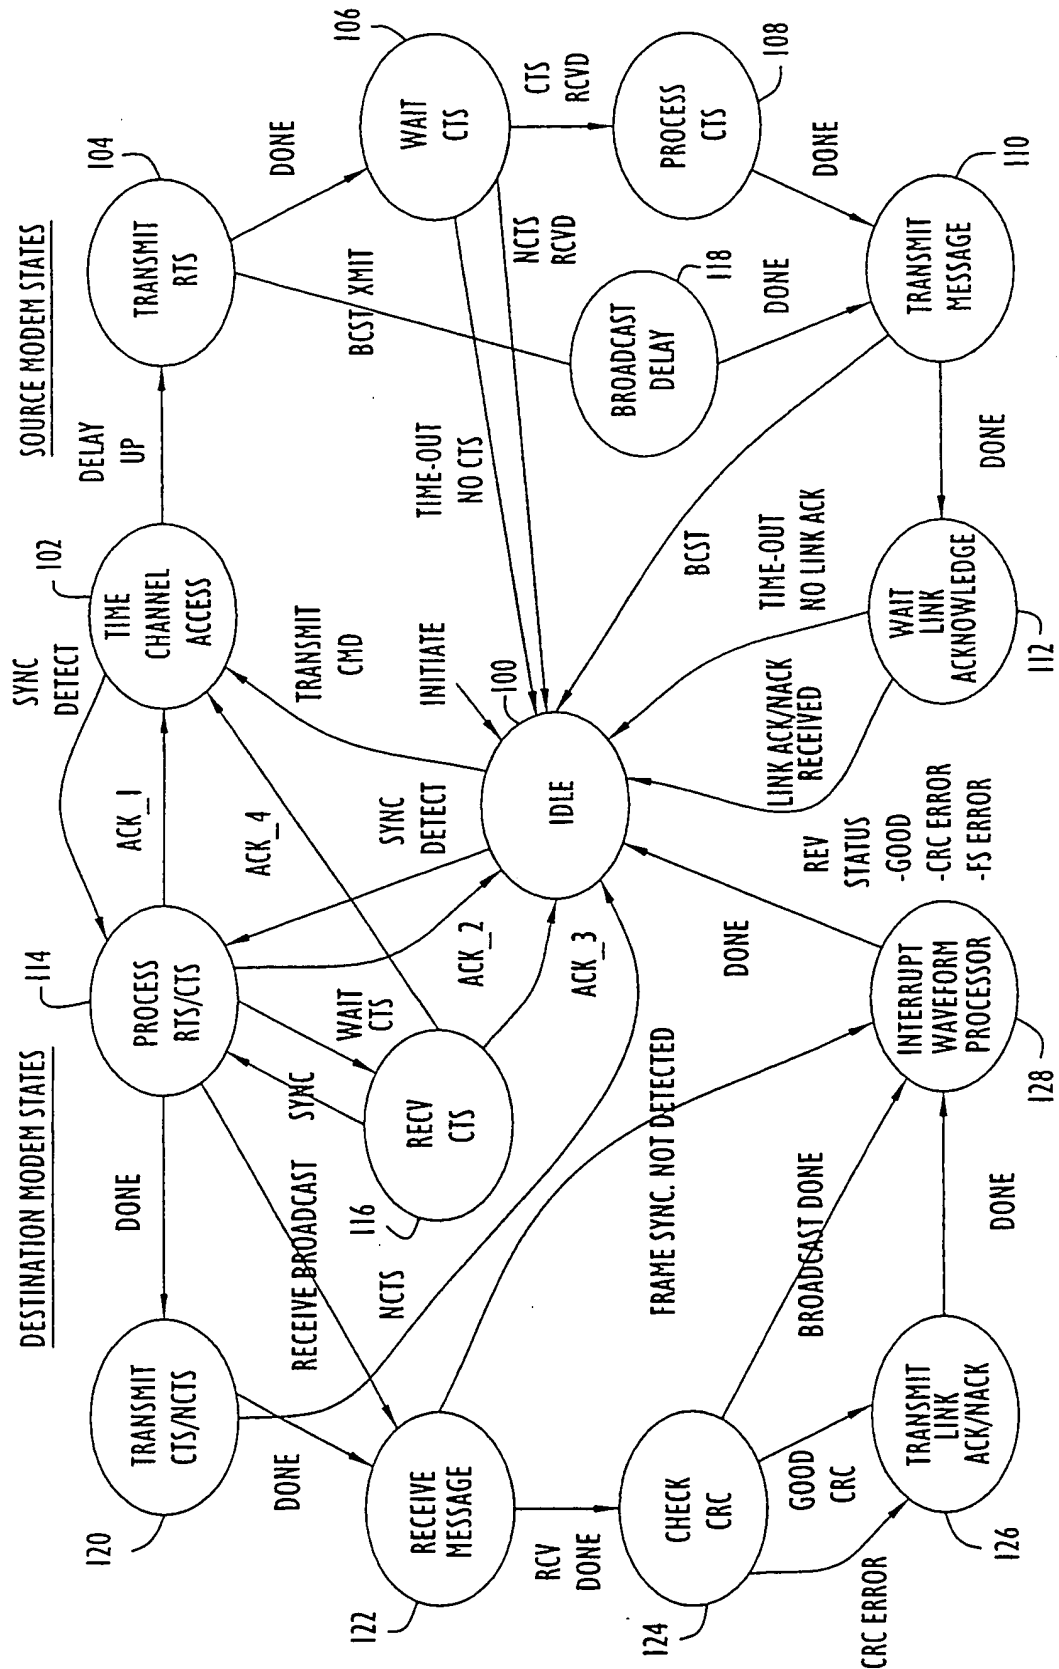 DESTINATION MODEM STATES
SOURCE MODEM STATES
120
TRANSMIT
CTS/NCTS
DONE
114
PROCESS
RTS/CTS
SYNC
DETECT
ACK_1
102
TIME
CHANNEL
ACCESS
DELAY
UP
104
TRANSMIT
RTS
DONE
106
WAIT
CTS
CTS
RCVD
108
PROCESS
CTS
DONE
110
TRANSMIT
MESSAGE
BCST XMIT
118
BROADCAST
DELAY
DONE
NCTS
RCVD
TIME-OUT
NO CTS
BCST
DONE
112
WAIT
LINK
ACKNOWLEDGE
TIME-OUT
NO LINK ACK
LINK ACK/NACK
RECEIVED
TRANSMIT
CMD
INITIATE
100
IDLE
SYNC
DETECT
ACK_4
ACK_2
ACK_3
WAIT
CTS
SYNC
116
RECV
CTS
RECEIVE BROADCAST
NCTS
DONE
122
RECEIVE
MESSAGE
FRAME SYNC. NOT DETECTED
RCV
DONE
124
CHECK
CRC
BROADCAST DONE
GOOD
CRC
CRC ERROR
126
TRANSMIT
LINK
ACK/NACK
DONE
128
INTERRUPT
WAVEFORM
PROCESSOR
DONE
REV
STATUS
-GOOD
-CRC ERROR
-FS ERROR